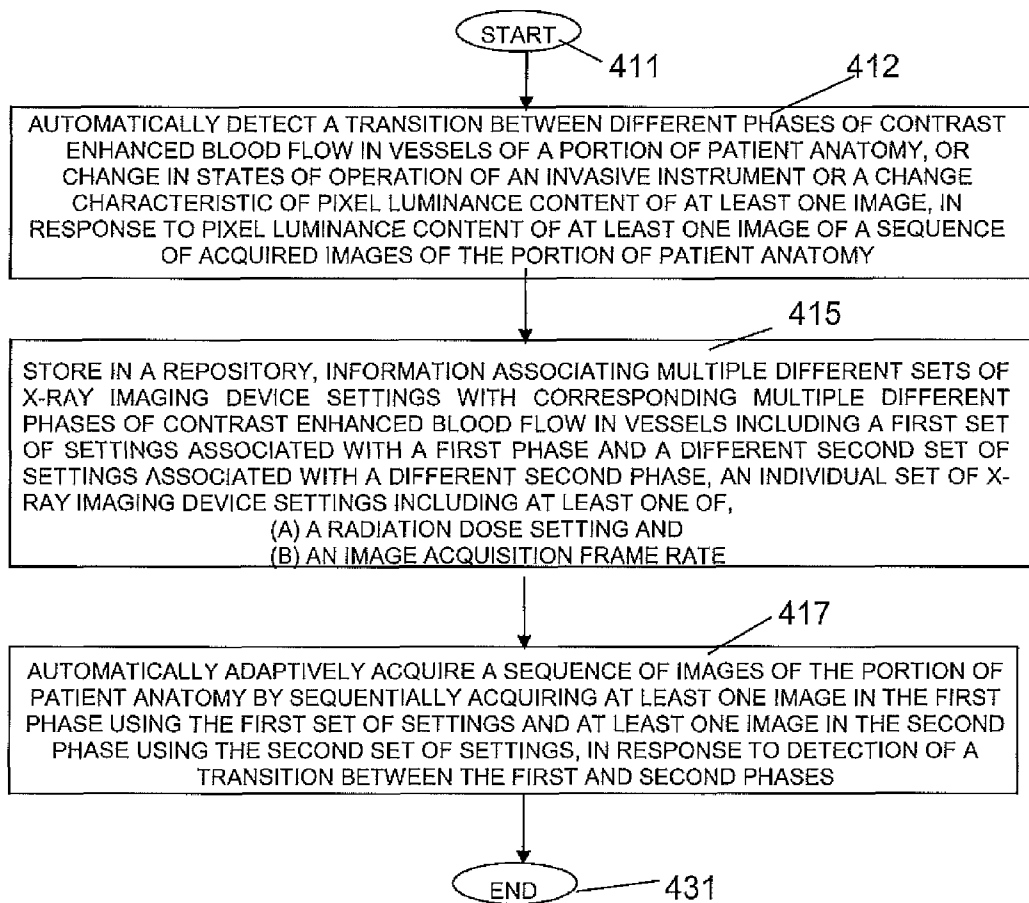 START
411
412
AUTOMATICALLY DETECT A TRANSITION BETWEEN DIFFERENT PHASES OF CONTRAST
ENHANCED BLOOD FLOW IN VESSELS OF A PORTION OF PATIENT ANATOMY, OR
CHANGE IN STATES OF OPERATION OF AN INVASIVE INSTRUMENT OR A CHANGE
CHARACTERISTIC OF PIXEL LUMINANCE CONTENT OF AT LEAST ONE IMAGE, IN
RESPONSE TO PIXEL LUMINANCE CONTENT OF AT LEAST ONE IMAGE OF A SEQUENCE
OF ACQUIRED IMAGES OF THE PORTION OF PATIENT ANATOMY
415
STORE IN A REPOSITORY, INFORMATION ASSOCIATING MULTIPLE DIFFERENT SETS OF
X-RAY IMAGING DEVICE SETTINGS WITH CORRESPONDING MULTIPLE DIFFERENT
PHASES OF CONTRAST ENHANCED BLOOD FLOW IN VESSELS INCLUDING A FIRST SET
OF SETTINGS ASSOCIATED WITH A FIRST PHASE AND A DIFFERENT SECOND SET OF
SETTINGS ASSOCIATED WITH A DIFFERENT SECOND PHASE, AN INDIVIDUAL SET OF X-
RAY IMAGING DEVICE SETTINGS INCLUDING AT LEAST ONE OF,
(A) A RADIATION DOSE SETTING AND
(B) AN IMAGE ACQUISITION FRAME RATE
417
AUTOMATICALLY ADAPTIVELY ACQUIRE A SEQUENCE OF IMAGES OF THE PORTION OF
PATIENT ANATOMY BY SEQUENTIALLY ACQUIRING AT LEAST ONE IMAGE IN THE FIRST
PHASE USING THE FIRST SET OF SETTINGS AND AT LEAST ONE IMAGE IN THE SECOND
PHASE USING THE SECOND SET OF SETTINGS, IN RESPONSE TO DETECTION OF A
TRANSITION BETWEEN THE FIRST AND SECOND PHASES
END
431